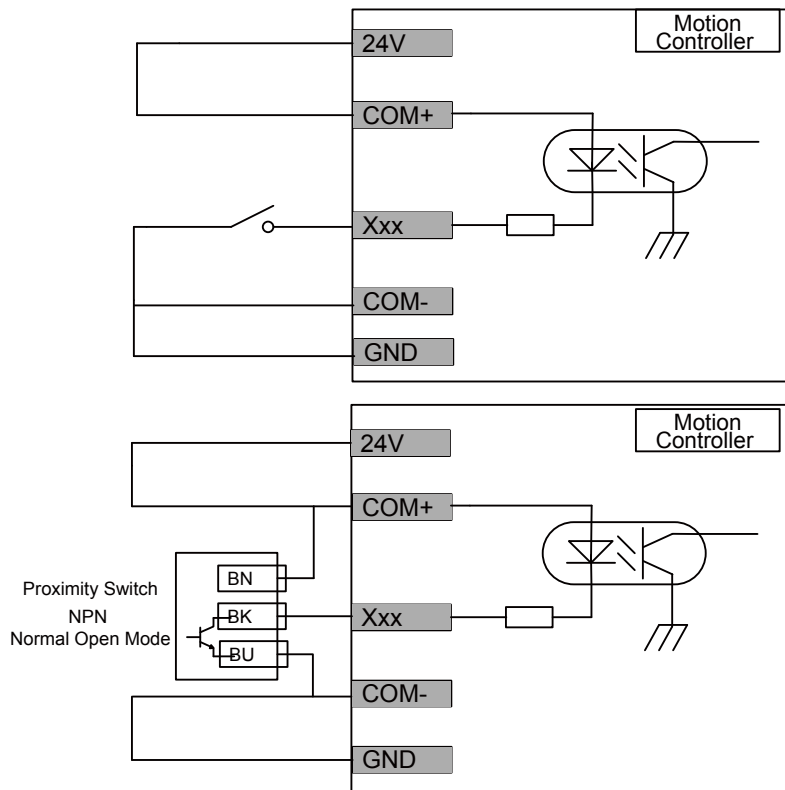 Motion
Controller
24V
COM+
Xxx
COM-
GND
Motion
Controller
24V
COM+
BN
Proximity Switch
NPN
BK
Xxx
Normal Open Mode
BU
COM-
GND